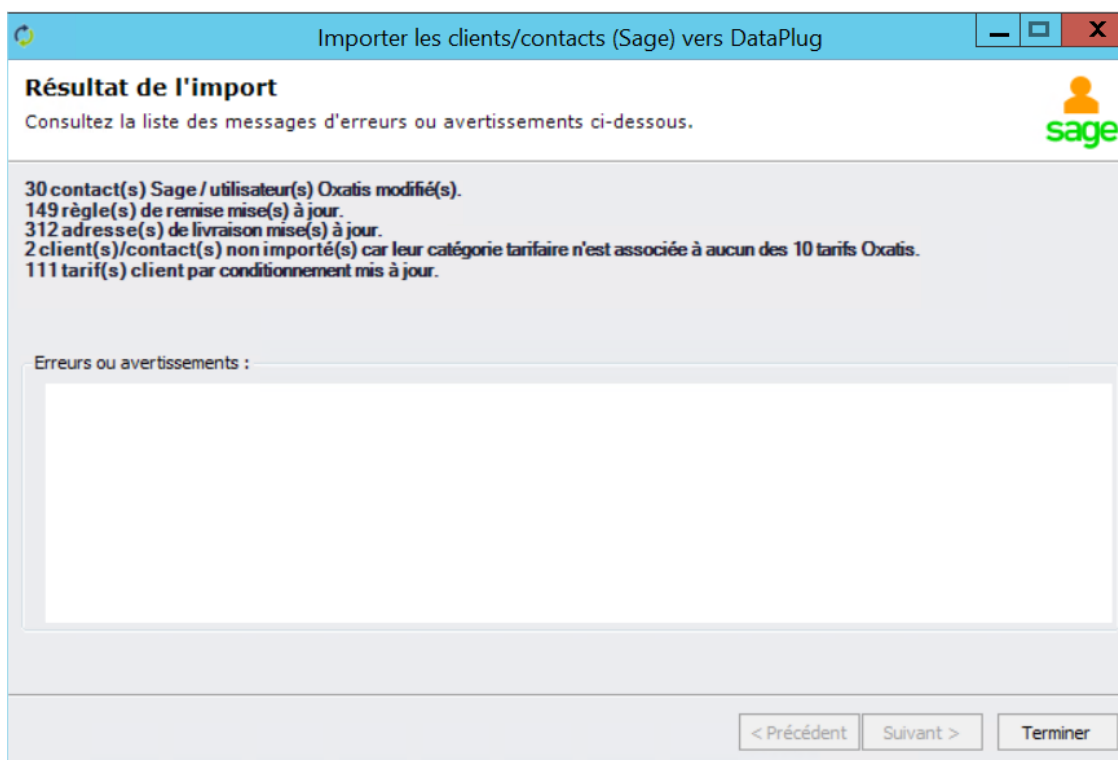 Importer les clients/contacts (Sage) vers DataPlug
Résultat de l'import
Consultez la liste des messages d'erreurs ou avertissements ci-dessous.
sage
30 contact(s) Sage / utilisateur(s) Oxatis modifié(s).
149 règle(s) de remise mise(s) à jour.
312 adresse(s) de livraison mise(s) à jour.
2 client(s)/contact(s) non importé(s) car leur catégorie tarifaire n'est associée à aucun des 10 tarifs Oxatis.
111 tarif(s) client par conditionnement mis à jour.
Erreurs ou avertissements :
< Précédent Suivant > Terminer